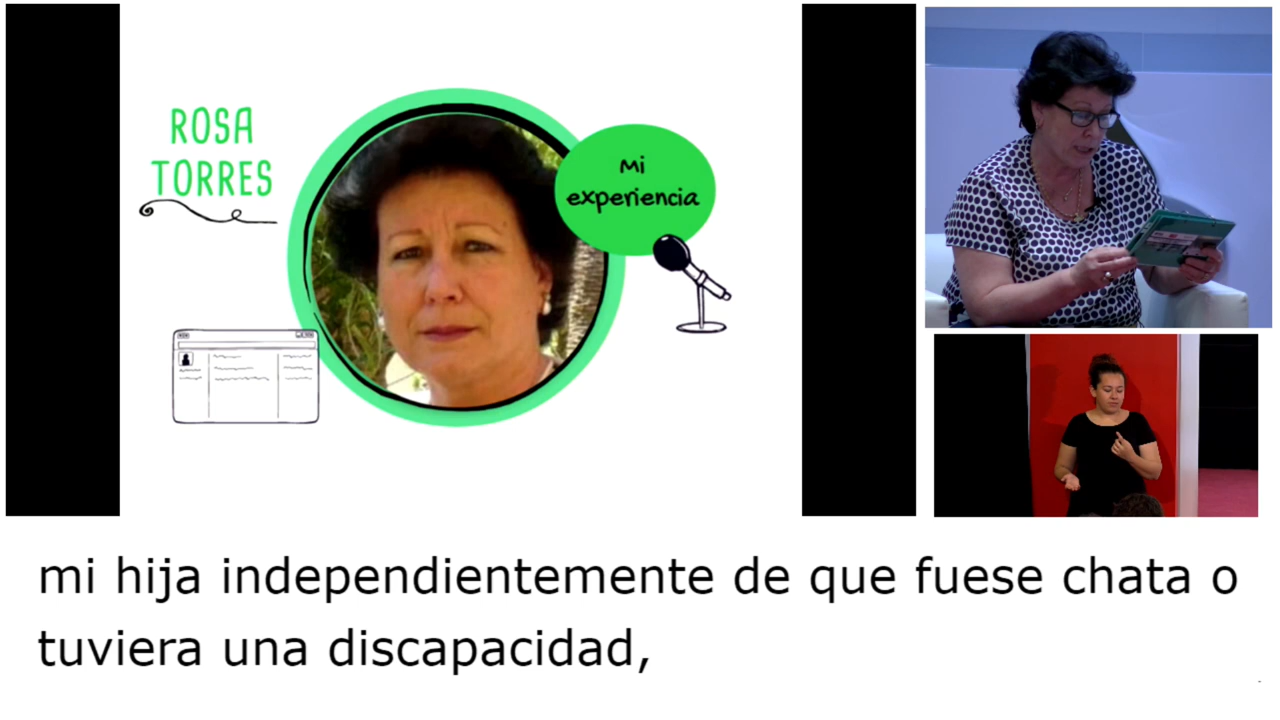 ROSA
TORRES
Mi
experiencia
mi hija independientemente de que fuese chata o
tuviera una discapacidad,